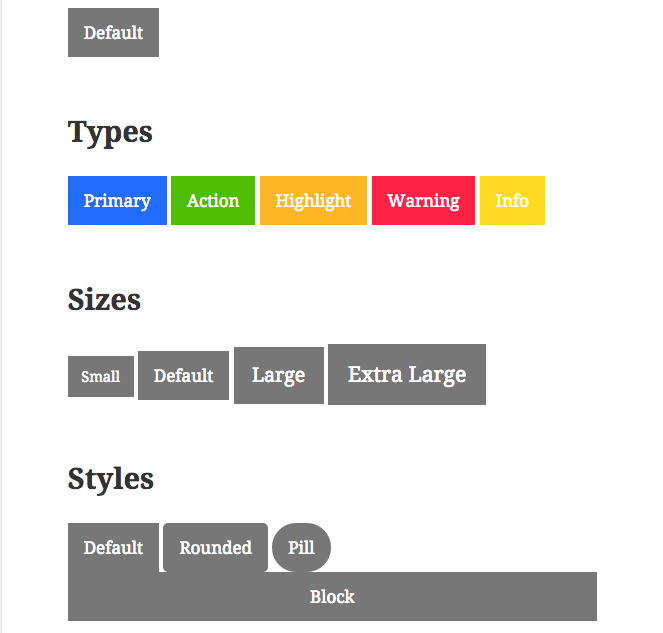 Default
Types
Primary Action Highlight Warning Info
Sizes
Small Default Large Extra Large
Styles
Default Rounded Pill
Block